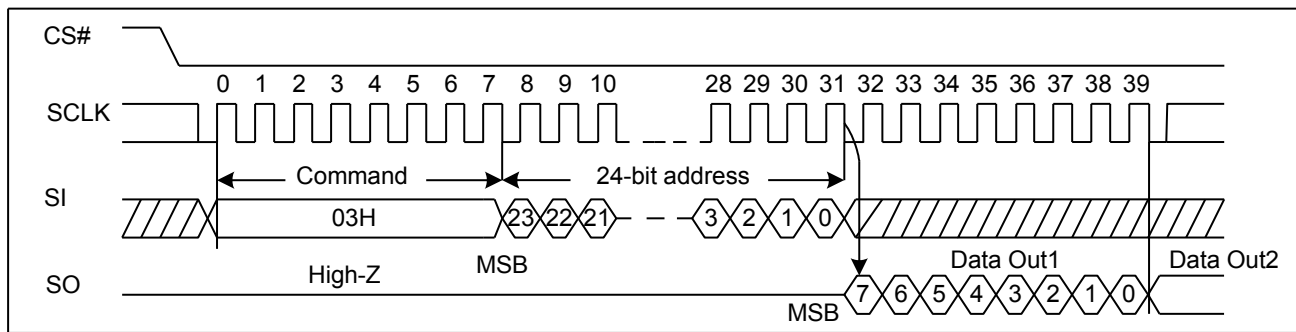 CS#
0 1 2 3 4 5 6 7 8 9 10 28 29 30 31 32 33 34 35 36 37 38 39
SCLK
Command 24-bit address
SI
03H 23 22 21 3 2 1 0
High-Z MSB Data Out1 Data Out2
SO
MSB 7 6 5 4 3 2 1 0